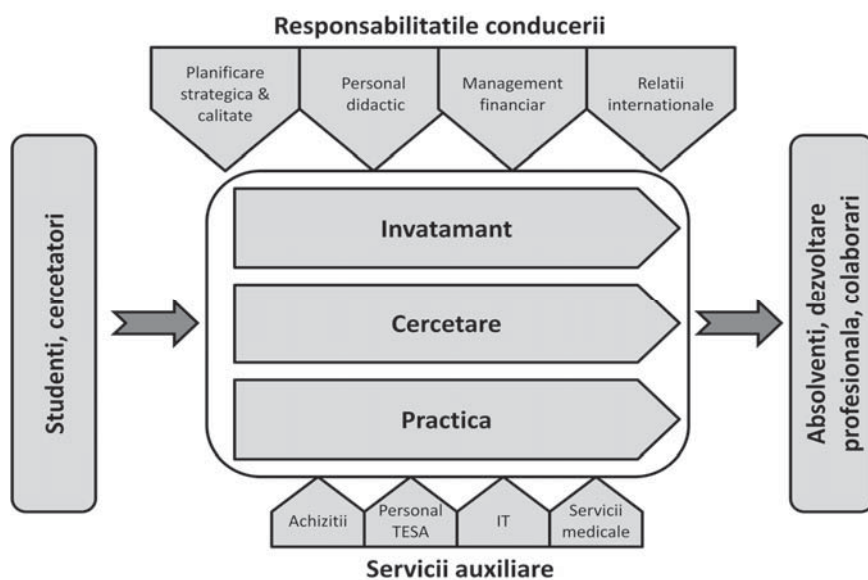 Responsabilitatile conducerii
Planificare
strategica &
calitate
Personal
didactic
Management
financiar
Relatii
internationale
Studenti, cercetatori
Invatamant
Cercetare
Practica
Absolventi, dezvoltare
profesionala, colaborari
Achizitii
Personal
TESA
IT
Servicii
medicale
Servicii auxiliare